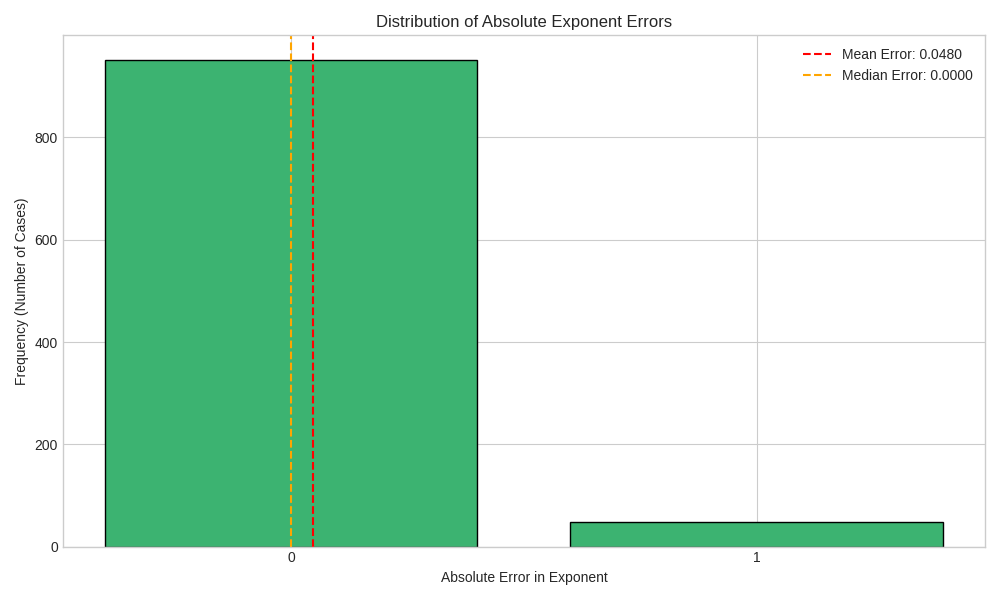 Distribution of Absolute Exponent Errors
Mean Error: 0.0480
Median Error: 0.0000
Frequency (Number of Cases)
800
600
400
200
0
0
1
Absolute Error in Exponent